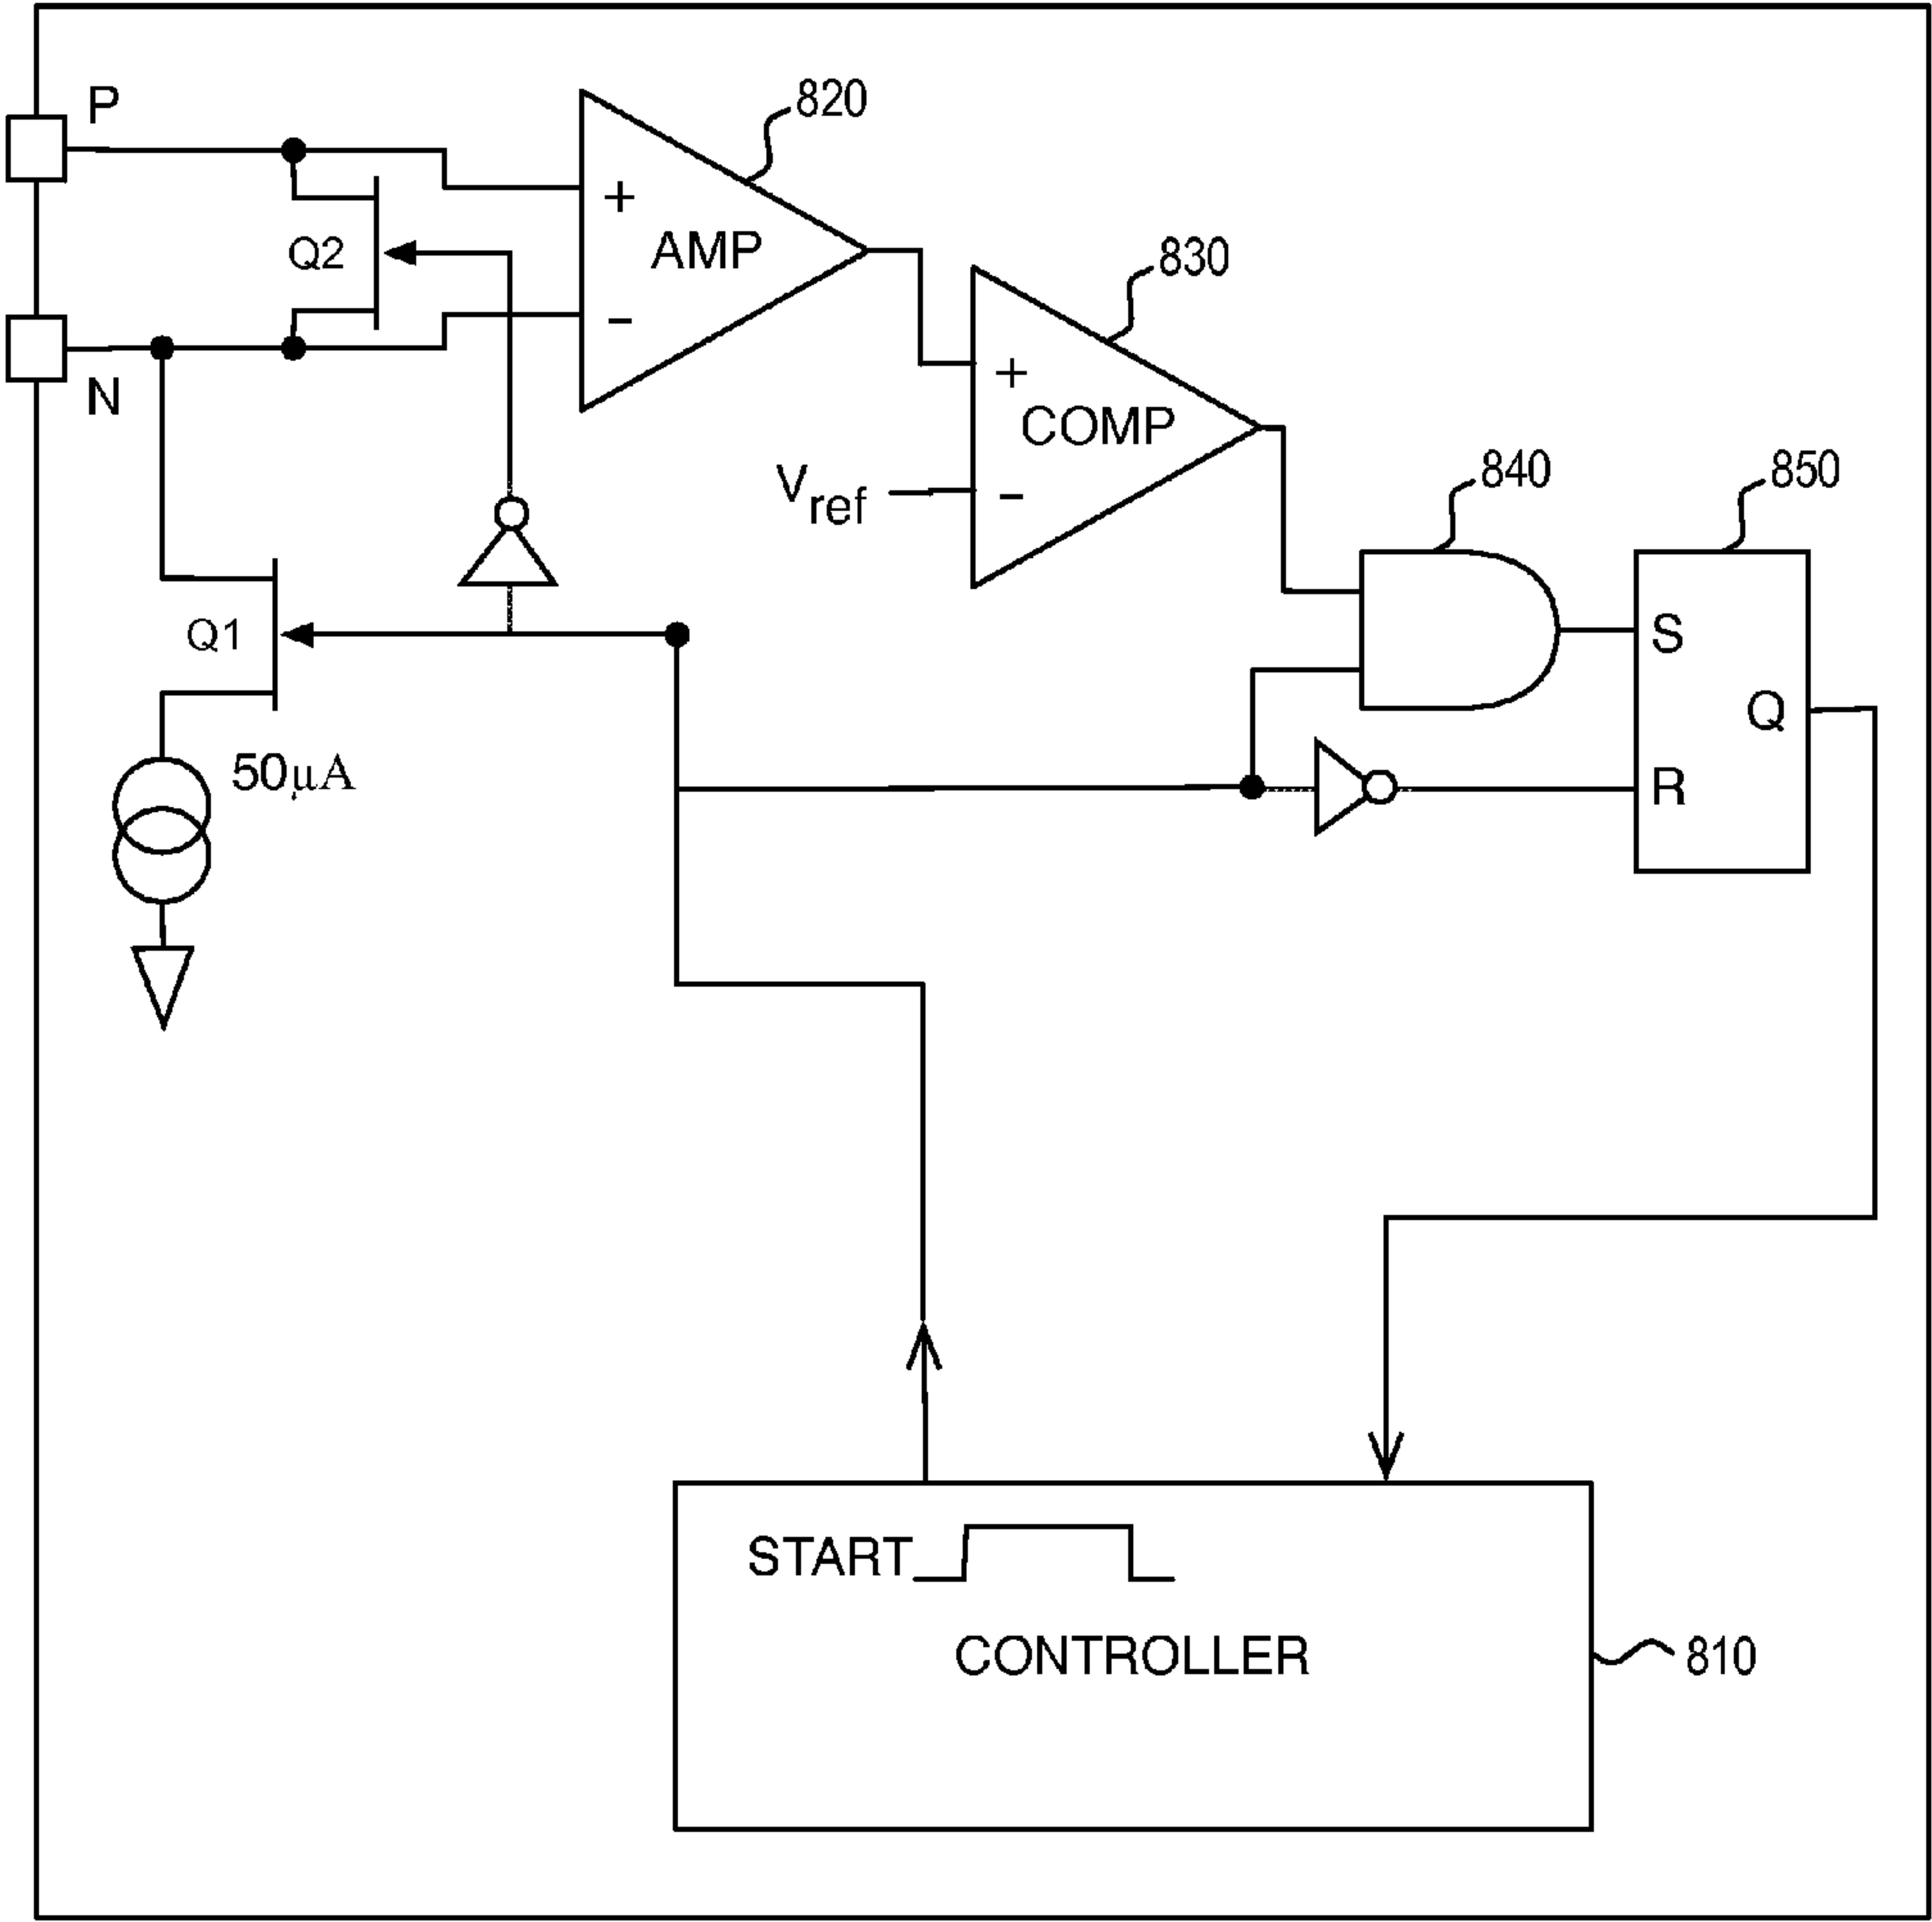 P
820
+
Q2
AMP
830
−
N
+
COMP
Vref
−
840
850
Q1
S
Q
50µA
R
START
CONTROLLER
810